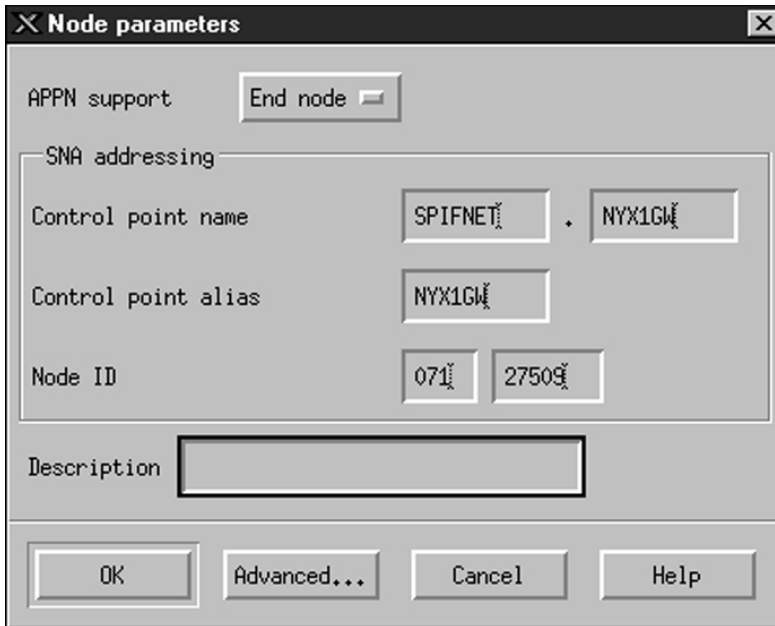 Node parameters
APPN support End node
SNA addressing
Control point name SPIFNET . NYX1GW
Control point alias NYX1GW
Node ID 071 27509
Description
OK Advanced... Cancel Help